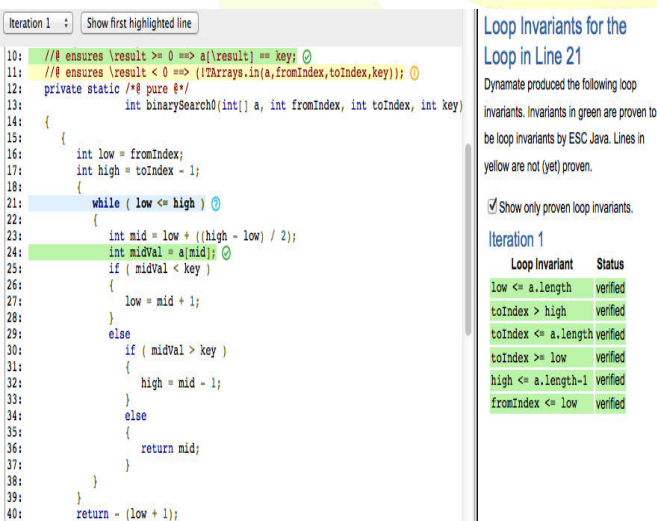 Iteration 1
Show first highlighted line
10: //@ ensures \result >= 0 ==> a[\result] == key;
11: //@ ensures \result < 0 ==> (!TArrays.in(a,fromIndex,toIndex,key));
12: private static /*@ pure @*/
13: int binarySearch0(int[] a, int fromIndex, int toIndex, int key)
14: {
15: {
16: int low = fromIndex;
17: int high = toIndex - 1;
18: {
21: while ( low <= high ) ?
22: {
23: int mid = low + ((high - low) / 2);
24: int midVal = a[mid];
25: if ( midVal < key )
26: {
27: low = mid + 1;
28: }
29: else
30: if ( midVal > key )
31: {
32: high = mid - 1;
33: }
34: else
35: {
36: return mid;
37: }
38: }
39: }
40: return - (low + 1);
Loop Invariants for the
Loop in Line 21
Dynamate produced the following loop
invariants. Invariants in green are proven to
be loop invariants by ESC Java. Lines in
yellow are not (yet) proven.
Show only proven loop invariants.
Iteration 1
Loop Invariant Status
low <= a.length verified
toIndex > high verified
toIndex <= a.length verified
toIndex >= low verified
high <= a.length-1 verified
fromIndex <= low verified